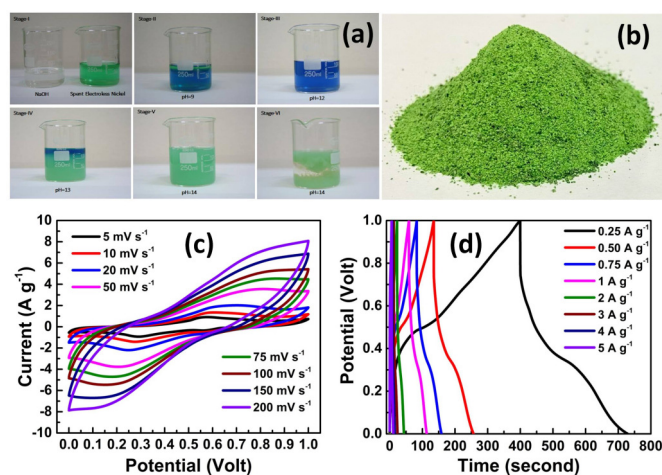 Stage-I
Stage-II
Stage-III
(a)
(b)
250ml
250ml
NaOH
Spent Electroless Nickel
pH=9
pH=12
Stage-IV
Stage-V
Stage-VI
250ml
250ml
pH=13
pH=14
pH=14
(c)
8
6
4
2
0
-2
-4
-6
-8
Current (A g⁻¹)
5 mV s⁻¹
10 mV s⁻¹
20 mV s⁻¹
50 mV s⁻¹
75 mV s⁻¹
100 mV s⁻¹
150 mV s⁻¹
200 mV s⁻¹
0.0 0.1 0.2 0.3 0.4 0.5 0.6 0.7 0.8 0.9 1.0
Potential (Volt)
(d)
1.0
0.8
0.6
0.4
0.2
0.0
Potential (Volt)
0.25 A g⁻¹
0.50 A g⁻¹
0.75 A g⁻¹
1 A g⁻¹
2 A g⁻¹
3 A g⁻¹
4 A g⁻¹
5 A g⁻¹
0 100 200 300 400 500 600 700 800
Time (second)